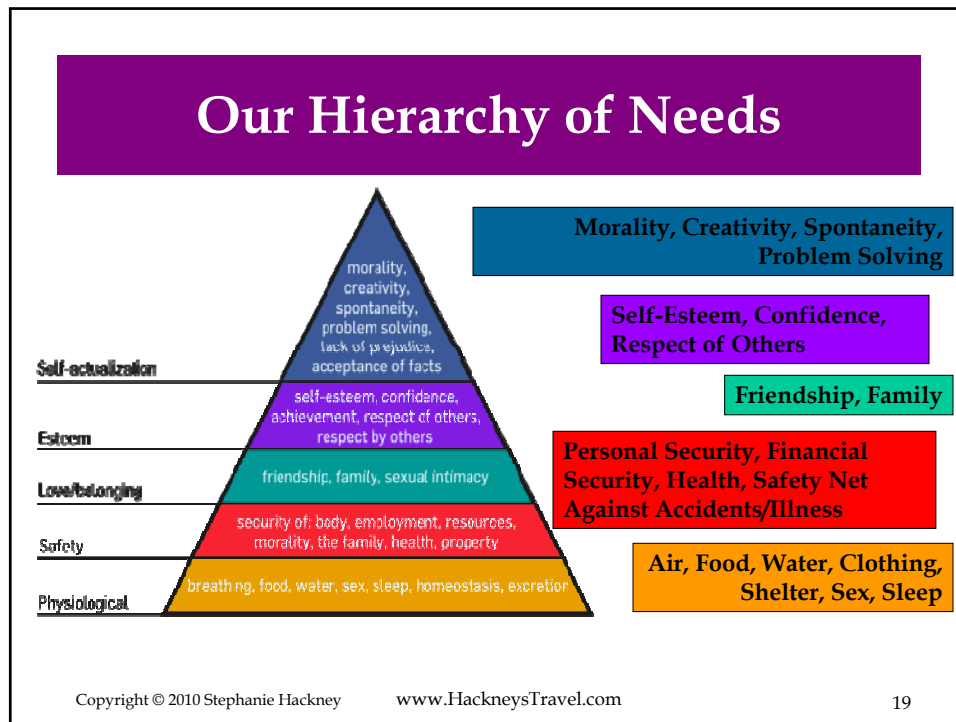 Our Hierarchy of Needs
morality,
creativity,
spontaneity,
problem solving,
lack of prejudice,
acceptance of facts
Self-actualization
self-esteem, confidence,
achievement, respect of others,
respect by others
Esteem
friendship, family, sexual intimacy
Love/belonging
security of: body, employment, resources,
morality, the family, health, property
Safety
breathing, food, water, sex, sleep, homeostasis, excretion
Physiological
Morality, Creativity, Spontaneity,
Problem Solving
Self-Esteem, Confidence,
Respect of Others
Friendship, Family
Personal Security, Financial
Security, Health, Safety Net
Against Accidents/Illness
Air, Food, Water, Clothing,
Shelter, Sex, Sleep
Copyright © 2010 Stephanie Hackney
www.HackneysTravel.com
19